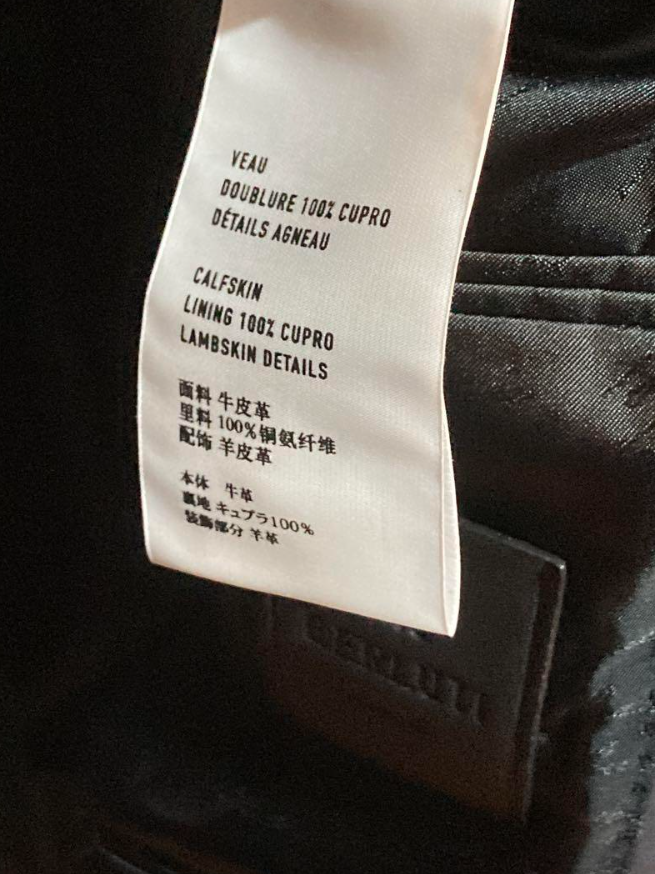 VEAU
DOUBLURE 100% CUPRO
DÉTAILS AGNEAU
CALFSKIN
LINING 100% CUPRO
LAMBSKIN DETAILS
面料 牛皮革
里料 100%铜氨纤维
配饰 羊皮革
本体 牛革
裏地 キュプラ100%
装飾部分 羊革
BERLUTI